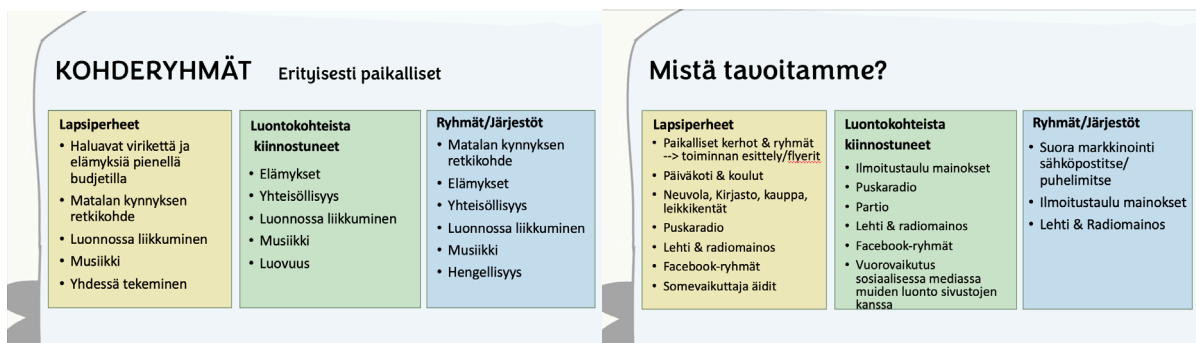 KOHDERYHMÄT Erityisesti paikalliset
Lapsiperheet
• Haluavat virikettä ja
elämyksiä pienellä
budjetilla
• Matalan kynnyksen
retkikohde
• Luonnossa liikkuminen
• Musiikki
• Yhdessä tekeminen
Luontokohteista
kiinnostuneet
• Elämykset
• Yhteisöllisyys
• Luonnossa liikkuminen
• Musiikki
• Luovuus
Ryhmät/Järjestöt
• Matalan kynnyksen
retkikohde
• Elämykset
• Yhteisöllisyys
• Luonnossa liikkuminen
• Musiikki
• Hengellisyys
Mistä tavoitamme?
Lapsiperheet
• Paikalliset kerhot & ryhmät
--> toiminnan esittely/flyerit
• Päiväkoti & koulut
• Neuvola, Kirjasto, kauppa,
leikkikentät
• Puskaradio
• Lehti & radiomainos
• Facebook-ryhmät
• Somevaikuttaja äidit
Luontokohteista
kiinnostuneet
• Ilmoitustaulu mainokset
• Puskaradio
• Partio
• Lehti & radiomainos
• Facebook-ryhmät
• Vuorovaikutus
sosiaalisessa mediassa
muiden luonto sivustojen
kanssa
Ryhmät/Järjestöt
• Suora markkinointi
sähköpostitse/
puhelimitse
• Ilmoitustaulu mainokset
• Lehti & Radiomainos